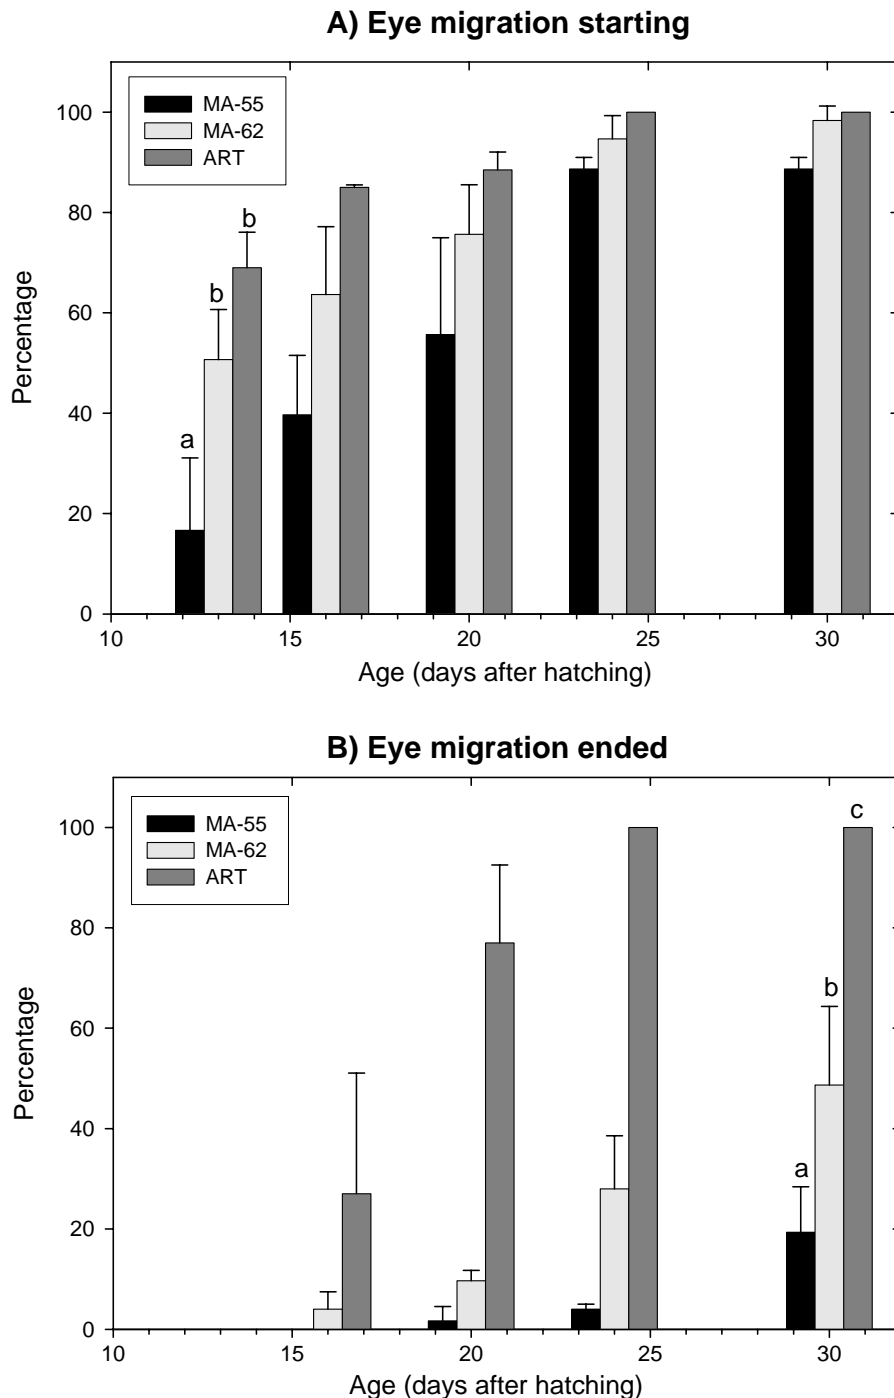 A) Eye migration starting
MA-55
MA-62
ART
100
80
60
40
20
0
a
b
b
Percentage
10
15
20
25
30
Age (days after hatching)
B) Eye migration ended
MA-55
MA-62
ART
100
80
60
40
20
0
a
b
c
Percentage
10
15
20
25
30
Age (days after hatching)